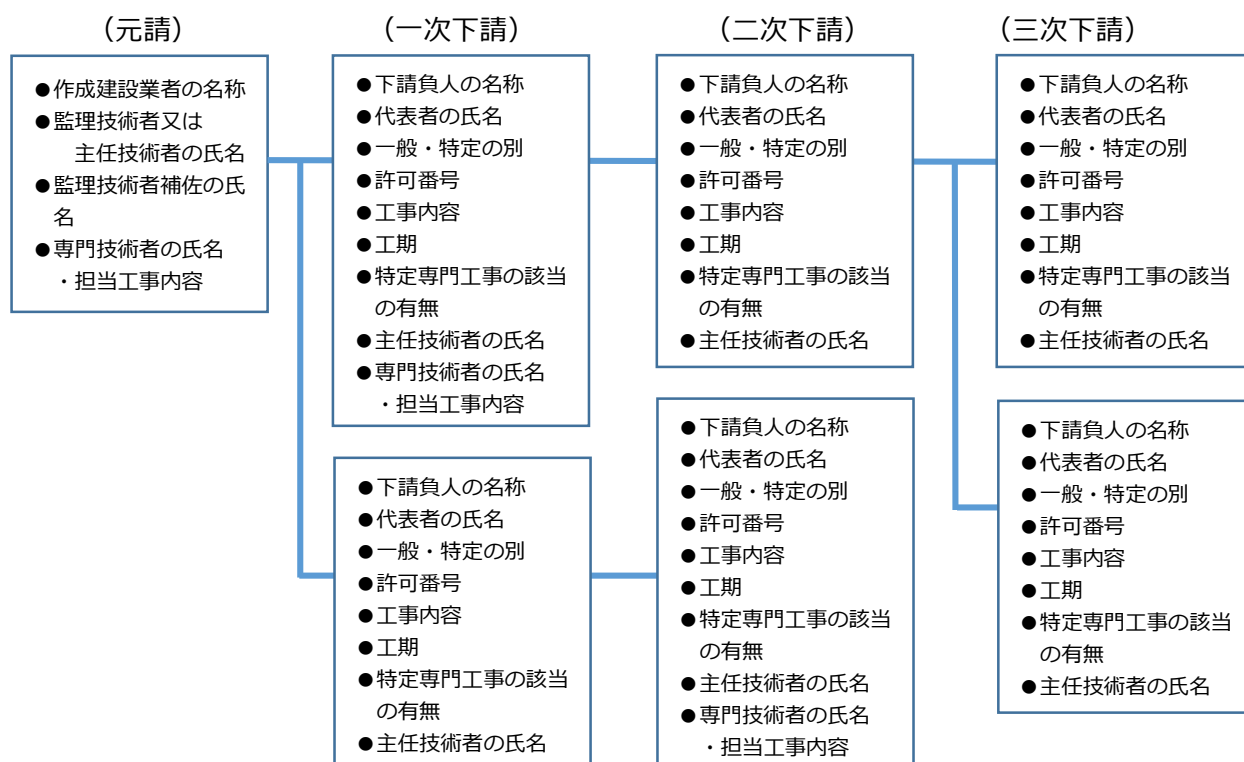 （元請）
●作成建設業者の名称
●監理技術者又は
主任技術者の氏名
●監理技術者補佐の氏
名
●専門技術者の氏名
・担当工事内容
（一次下請）
●下請負人の名称
●代表者の氏名
●一般・特定の別
●許可番号
●工事内容
●工期
●特定専門工事の該当
の有無
●主任技術者の氏名
●専門技術者の氏名
・担当工事内容
●下請負人の名称
●代表者の氏名
●一般・特定の別
●許可番号
●工事内容
●工期
●特定専門工事の該当
の有無
●主任技術者の氏名
（二次下請）
●下請負人の名称
●代表者の氏名
●一般・特定の別
●許可番号
●工事内容
●工期
●特定専門工事の該当
の有無
●主任技術者の氏名
●下請負人の名称
●代表者の氏名
●一般・特定の別
●許可番号
●工事内容
●工期
●特定専門工事の該当
の有無
●主任技術者の氏名
●専門技術者の氏名
・担当工事内容
（三次下請）
●下請負人の名称
●代表者の氏名
●一般・特定の別
●許可番号
●工事内容
●工期
●特定専門工事の該当
の有無
●主任技術者の氏名
●下請負人の名称
●代表者の氏名
●一般・特定の別
●許可番号
●工事内容
●工期
●特定専門工事の該当
の有無
●主任技術者の氏名